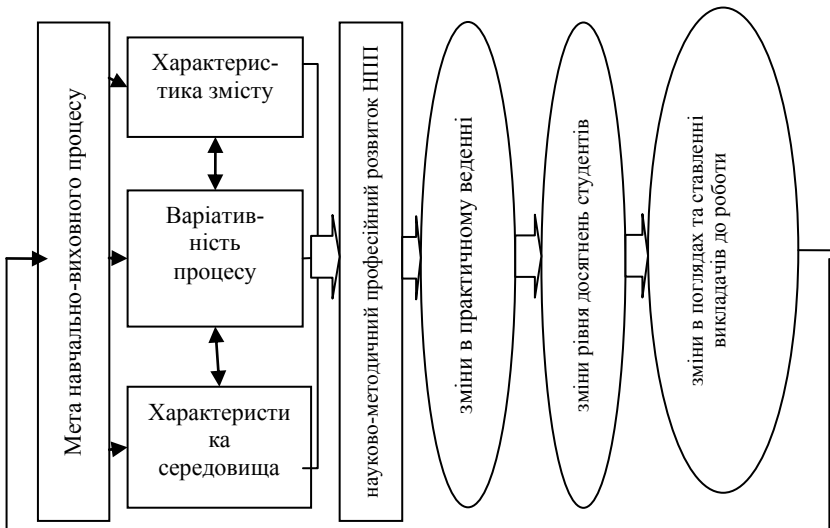 Мета навчально-виховного процесу
Характерис-
тика змісту
Варіатив-
ність
процесу
Характеристи
ка
середовища
науково-методичний професійний розвиток НПП
зміни в практичному веденні
зміни рівня досягнень студентів
зміни в поглядах та ставленні
викладачів до роботи